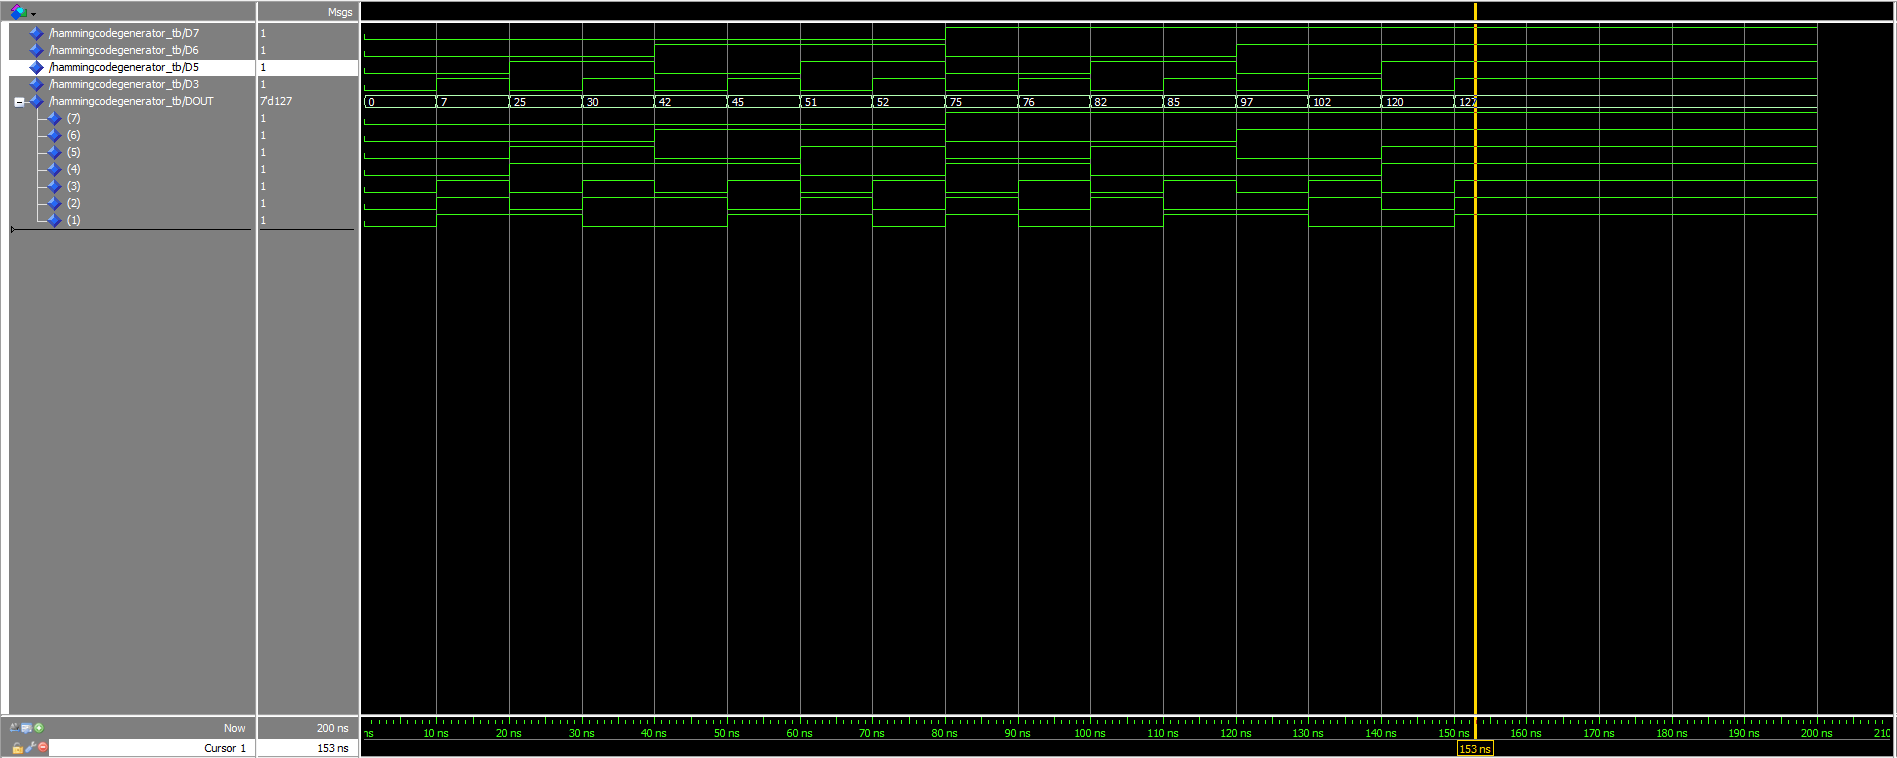 Msgs
/hammingcodegenerator_tb/D7 1
/hammingcodegenerator_tb/D6 1
/hammingcodegenerator_tb/D5 1
/hammingcodegenerator_tb/D3 1
/hammingcodegenerator_tb/DOUT 7'd127 0 7 25 30 42 45 51 52 75 76 82 85 97 102 120 127
(7) 1
(6) 1
(5) 1
(4) 1
(3) 1
(2) 1
(1) 1
Now 200 ns ns 10 ns 20 ns 30 ns 40 ns 50 ns 60 ns 70 ns 80 ns 90 ns 100 ns 110 ns 120 ns 130 ns 140 ns 150 ns 160 ns 170 ns 180 ns 190 ns 200 ns 210
Cursor 1 153 ns 153 ns